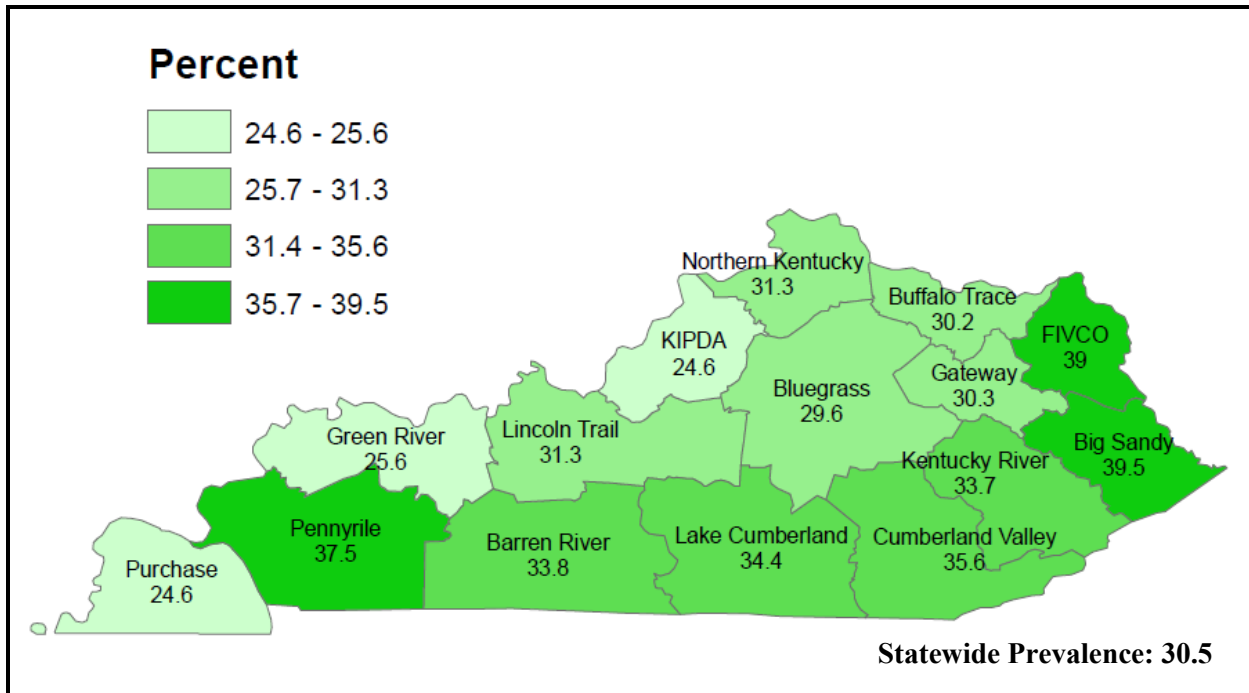 Percent
24.6 - 25.6
25.7 - 31.3
31.4 - 35.6
35.7 - 39.5
Northern Kentucky
31.3
Buffalo Trace
30.2
FIVCO
39
KIPDA
24.6
Gateway
30.3
Bluegrass
29.6
Lincoln Trail
31.3
Green River
25.6
Big Sandy
39.5
Kentucky River
33.7
Pennyrile
37.5
Barren River
33.8
Lake Cumberland
34.4
Cumberland Valley
35.6
Purchase
24.6
Statewide Prevalence: 30.5